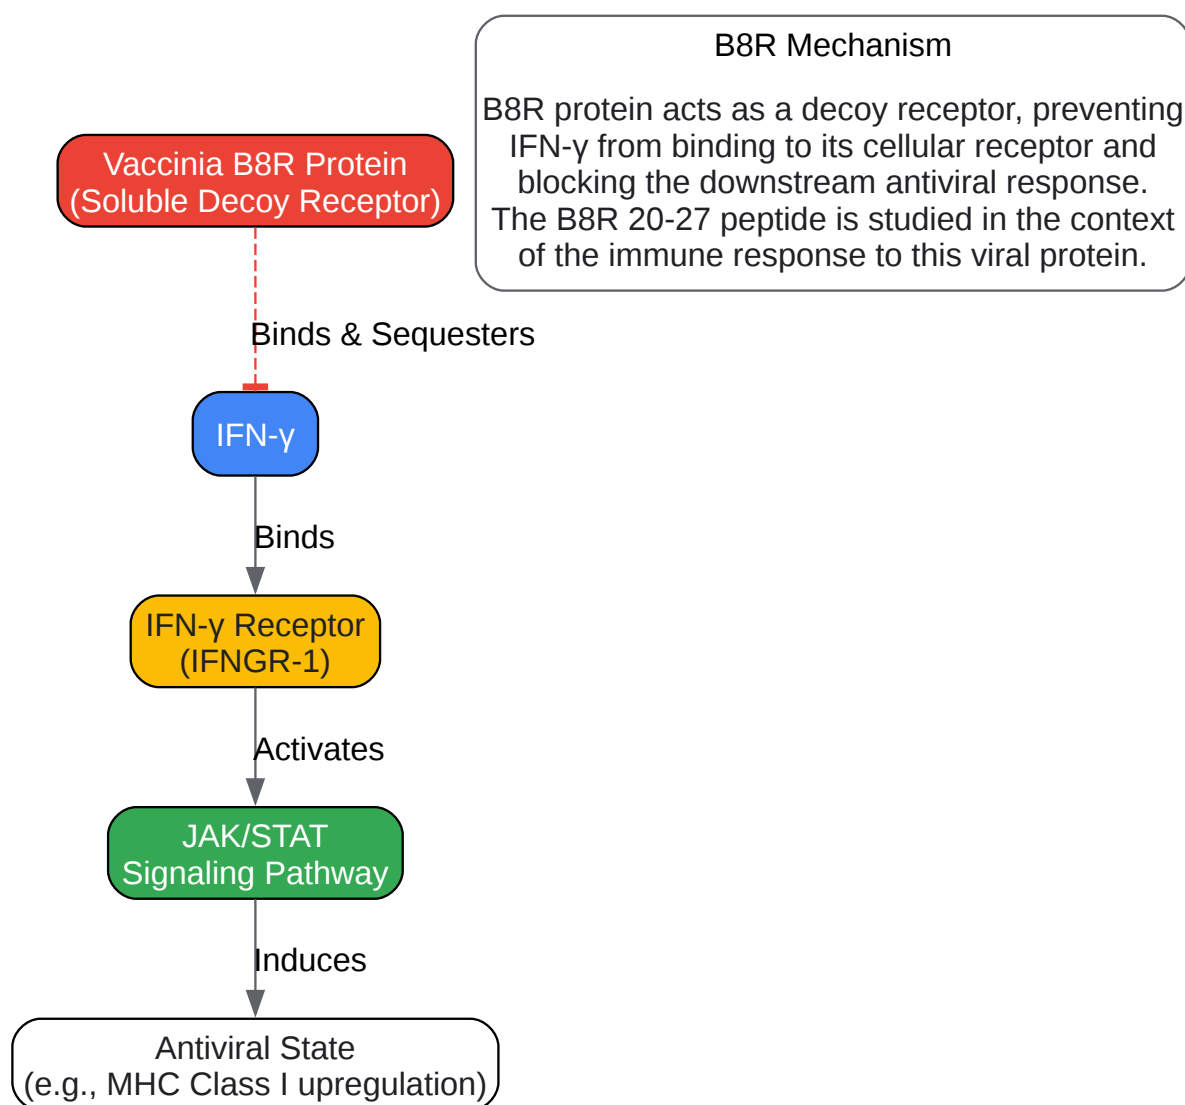 B8R Mechanism
B8R protein acts as a decoy receptor, preventing
IFN-γ from binding to its cellular receptor and
blocking the downstream antiviral response.
The B8R 20-27 peptide is studied in the context
of the immune response to this viral protein.
Vaccinia B8R Protein
(Soluble Decoy Receptor)
Binds & Sequesters
IFN-γ
Binds
IFN-γ Receptor
(IFNGR-1)
Activates
JAK/STAT
Signaling Pathway
Induces
Antiviral State
(e.g., MHC Class I upregulation)